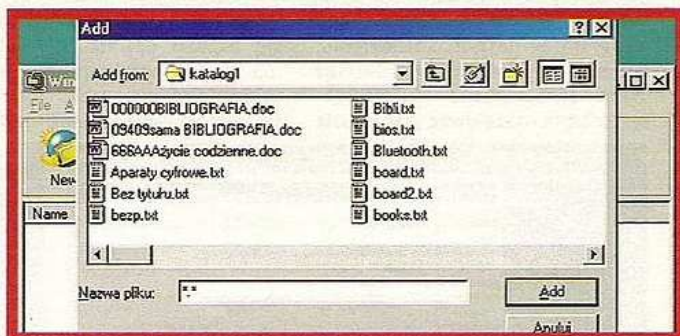 Add
Add from: katalog1
Win
File A
New
Name
000000BIBLIOGRAFIA.doc
09409sama BIBLIOGRAFIA.doc
666AAAżycie codzienne.doc
Aparaty cyfrowe.txt
Bez tytułu.txt
bezp.txt
Bibli.txt
bios.txt
Bluetooth.txt
board.txt
board2.txt
books.txt
Nazwa pliku: *.*
Add
Anuluj